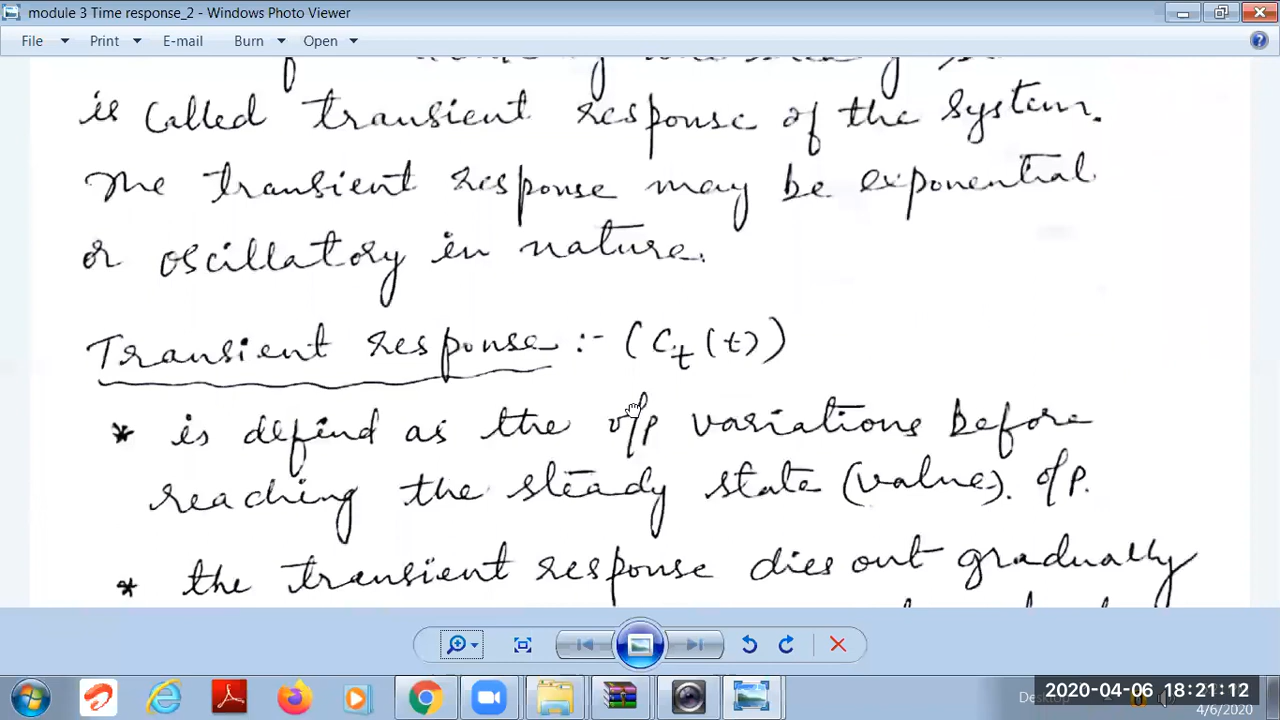 module 3 Time response_2 - Windows Photo Viewer
File Print E-mail Burn Open
is called transient response of the system.
The transient response may be exponential
or oscillatory in nature.
Transient response :- (Ct(t))
* is defind as the o/p variations before
reaching the steady state (value). o/p.
* the transient response dies out gradually
Desktop
2020-04-06 18:21:12
4/6/2020